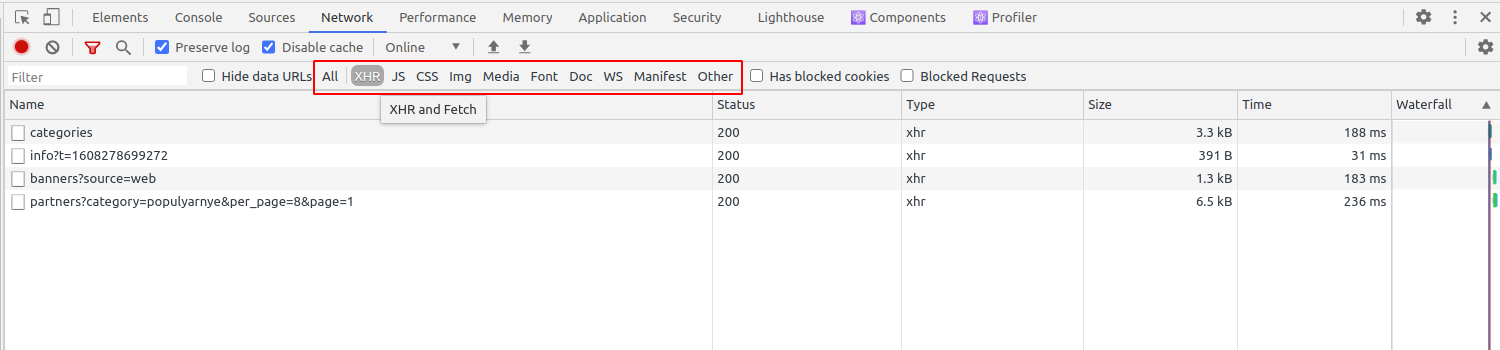 Elements Console Sources Network Performance Memory Application Security Lighthouse Components Profiler
Preserve log Disable cache Online
Filter Hide data URLs All XHR JS CSS Img Media Font Doc WS Manifest Other Has blocked cookies Blocked Requests
Name Status Type Size Time Waterfall
XHR and Fetch
categories 200 xhr 3.3 kB 188 ms
info?t=1608278699272 200 xhr 391 B 31 ms
banners?source=web 200 xhr 1.3 kB 183 ms
partners?category=populyarnye&per_page=8&page=1 200 xhr 6.5 kB 236 ms